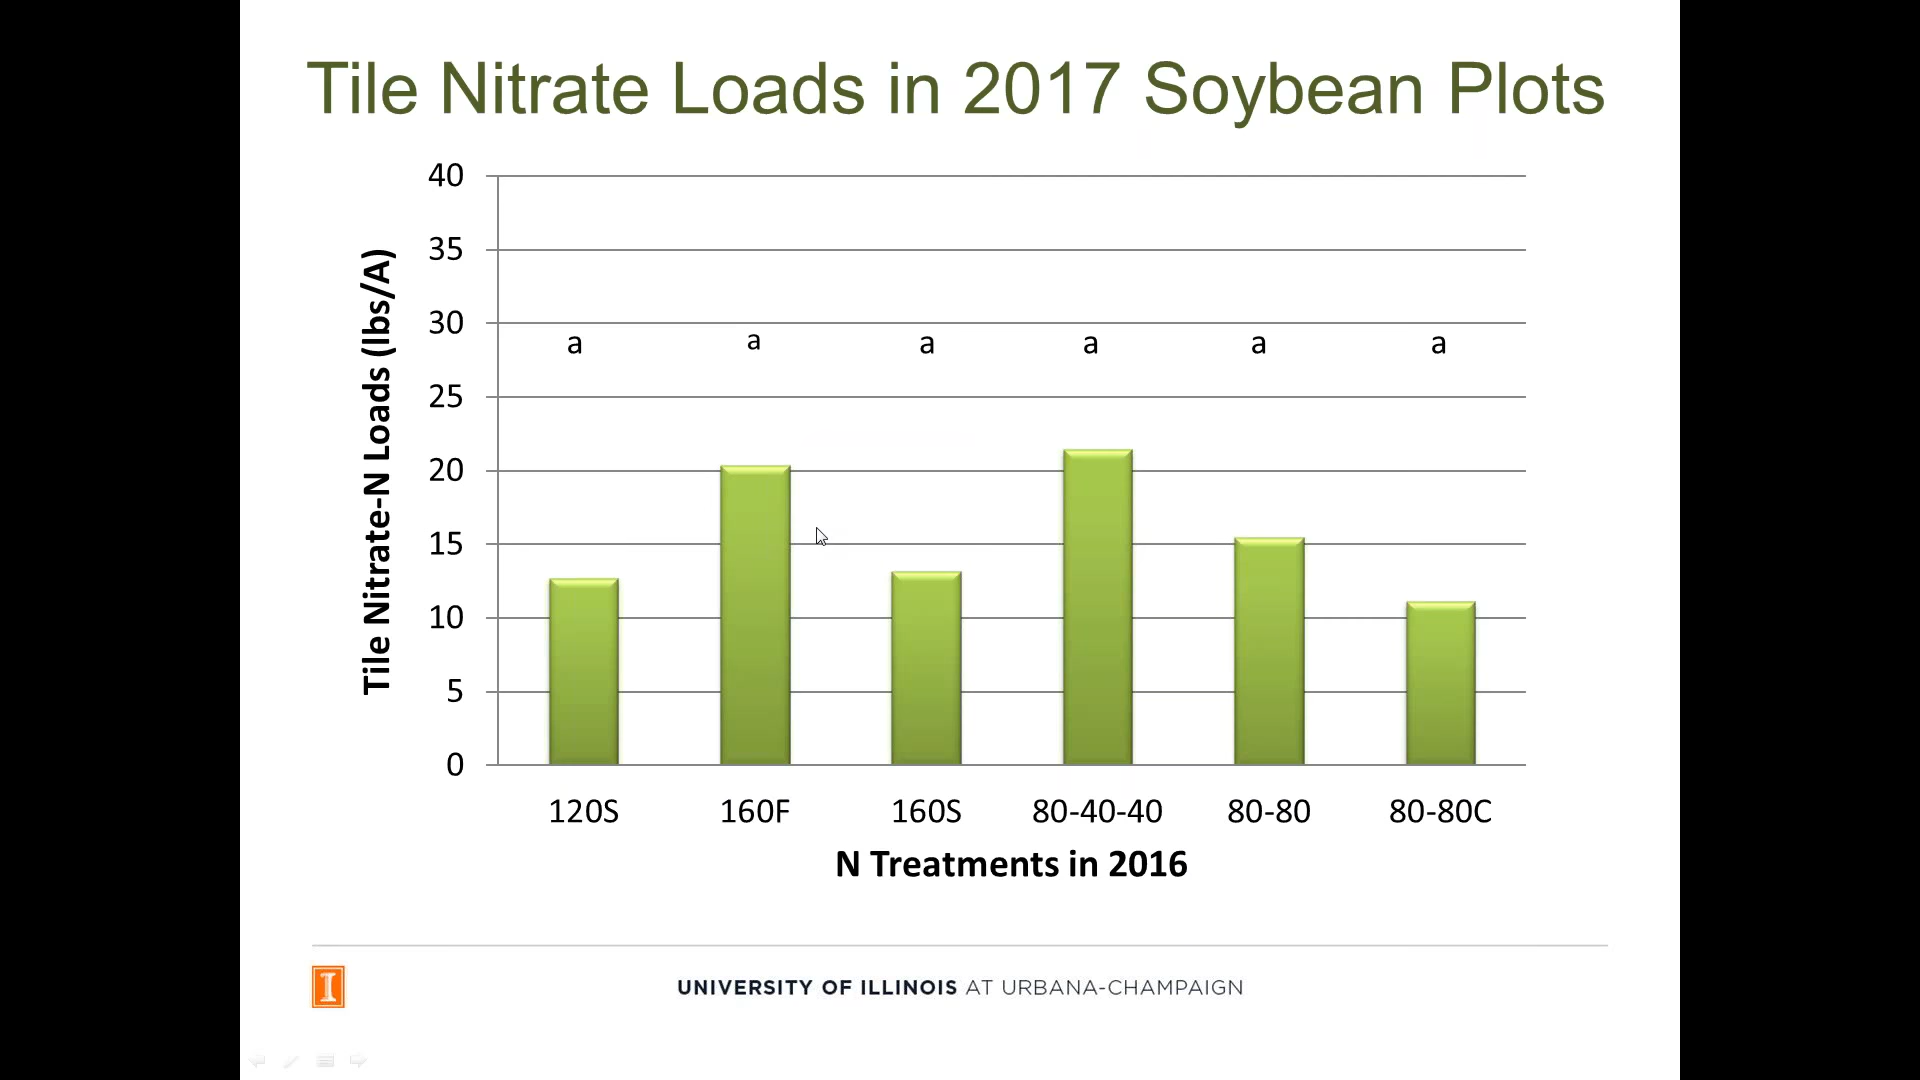 Tile Nitrate Loads in 2017 Soybean Plots
Tile Nitrate-N Loads (lbs/A)
40
35
30
25
20
15
10
5
0
a a a a a a
120S 160F 160S 80-40-40 80-80 80-80C
N Treatments in 2016
I
UNIVERSITY OF ILLINOIS AT URBANA-CHAMPAIGN